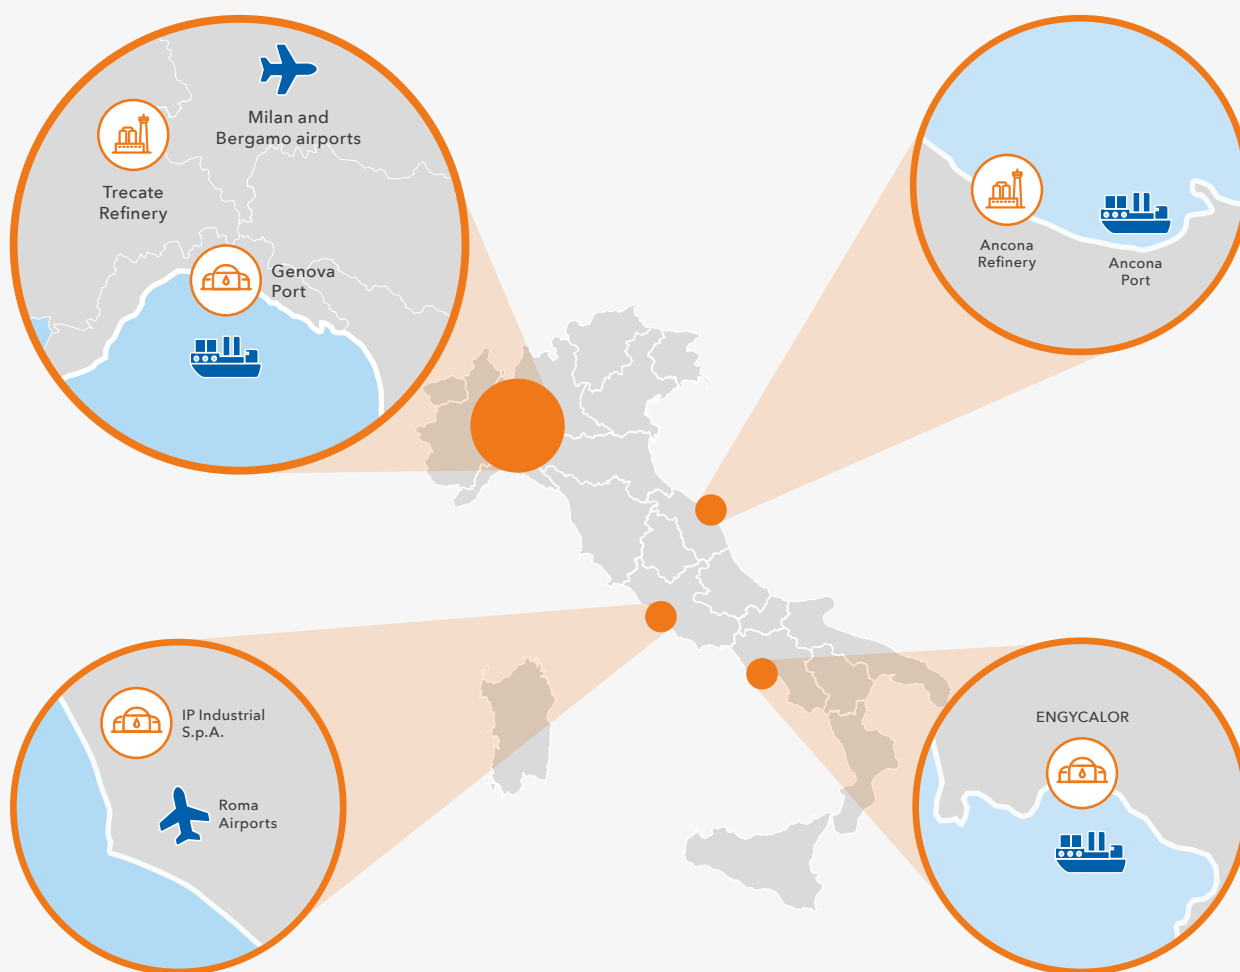 Milan and
Bergamo airports
Trecate
Refinery
Genova
Port
Ancona
Refinery
Ancona
Port
IP Industrial
S.p.A.
Roma
Airports
ENGYCALOR